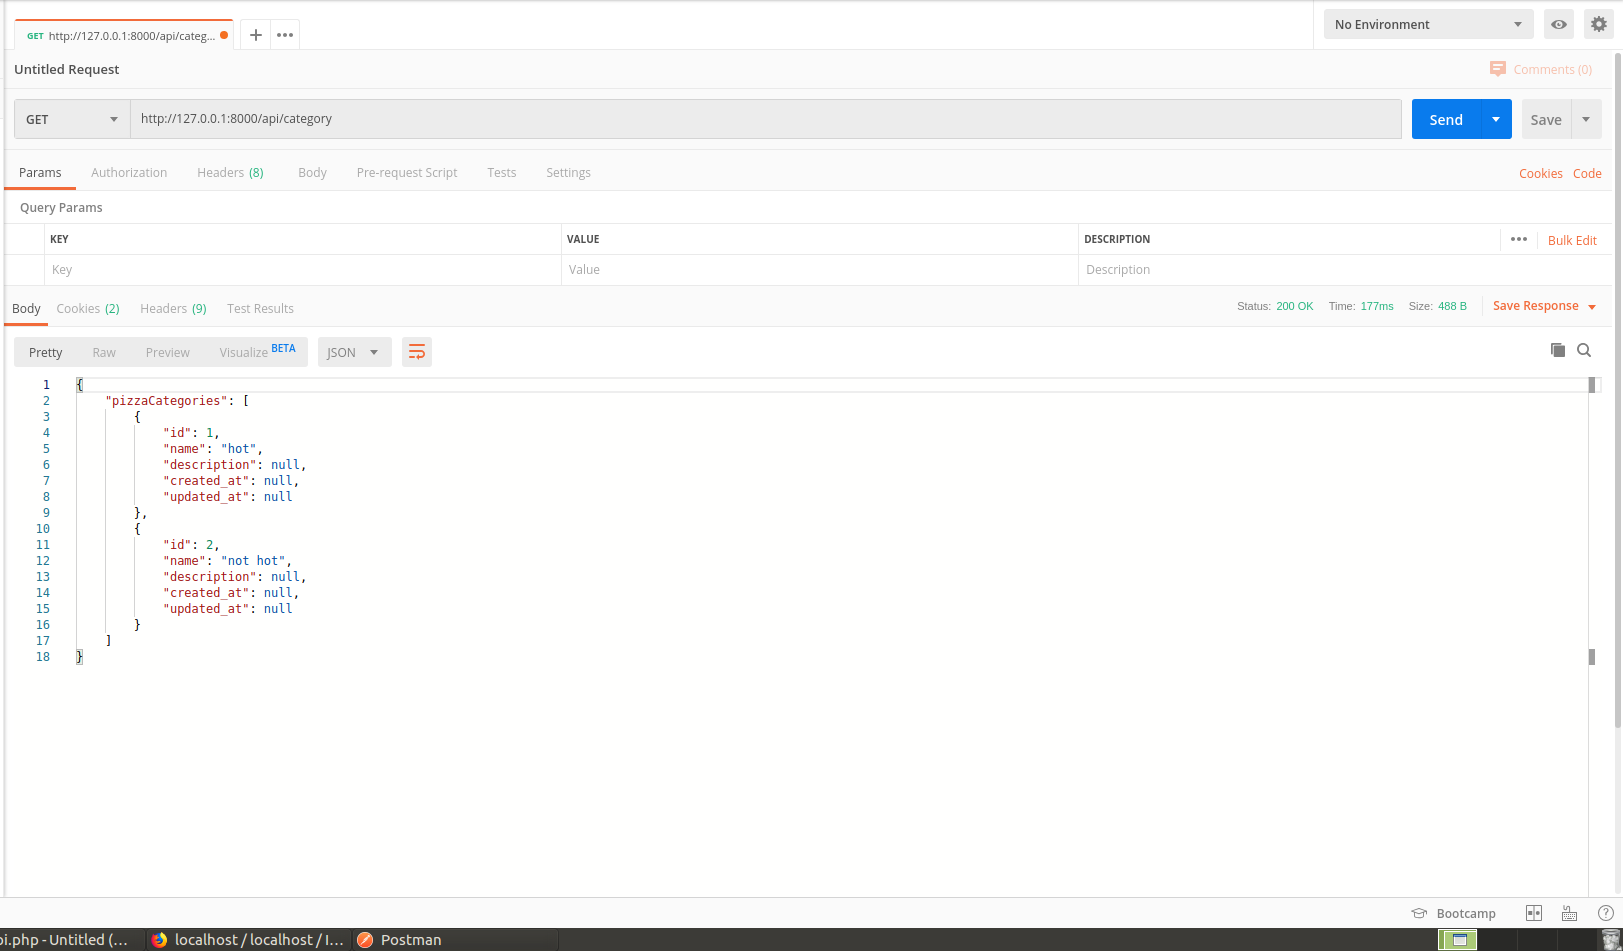 GET http://127.0.0.1:8000/api/categ...
No Environment
Untitled Request
Comments (0)
GET http://127.0.0.1:8000/api/category Send Save
Params Authorization Headers (8) Body Pre-request Script Tests Settings Cookies Code
Query Params
KEY VALUE DESCRIPTION Bulk Edit
Key Value Description
Body Cookies (2) Headers (9) Test Results Status: 200 OK Time: 177ms Size: 488 B Save Response
Pretty Raw Preview Visualize BETA JSON
1 {
2 "pizzaCategories": [
3 {
4 "id": 1,
5 "name": "hot",
6 "description": null,
7 "created_at": null,
8 "updated_at": null
9 },
10 {
11 "id": 2,
12 "name": "not hot",
13 "description": null,
14 "created_at": null,
15 "updated_at": null
16 }
17 ]
18 }
Bootcamp
pi.php - Untitled (... localhost / localhost / I... Postman